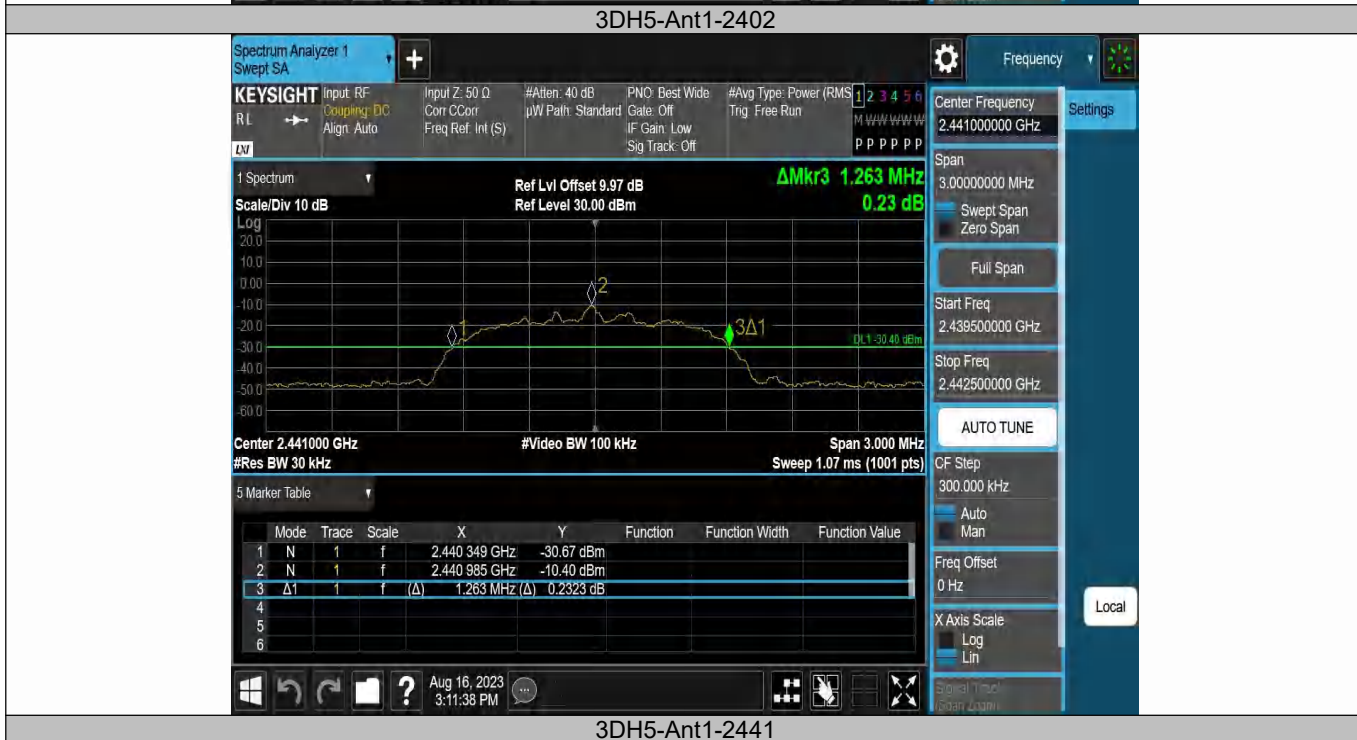 3DH5-Ant1-2402
Spectrum Analyzer 1
Swept SA
+
Frequency
KEYSIGHT
RL
LXI
Input: RF
Coupling: DC
Align: Auto
Input Z: 50 Ω
Corr CCorr
Freq Ref: Int (S)
#Atten: 40 dB
µW Path: Standard
PNO: Best Wide
Gate: Off
IF Gain: Low
Sig Track: Off
#Avg Type: Power (RMS
Trig: Free Run
1 2 3 4 5 6
M W W W W W
P P P P P P
Center Frequency
2.441000000 GHz
Settings
Span
3.00000000 MHz
Swept Span
Zero Span
Full Span
Start Freq
2.439500000 GHz
Stop Freq
2.442500000 GHz
AUTO TUNE
CF Step
300.000 kHz
Auto
Man
Freq Offset
0 Hz
X Axis Scale
Log
Lin
Local
1 Spectrum
Scale/Div 10 dB
Ref Lvl Offset 9.97 dB
Ref Level 30.00 dBm
ΔMkr3 1.263 MHz
0.23 dB
Log
20.0
10.0
0.00
-10.0
-20.0
-30.0
-40.0
-50.0
-60.0
1
2
3Δ1
DL1 -30.40 dBm
Center 2.441000 GHz
#Res BW 30 kHz
#Video BW 100 kHz
Span 3.000 MHz
Sweep 1.07 ms (1001 pts)
5 Marker Table
Mode Trace Scale X Y Function Function Width Function Value
1 N 1 f 2.440 349 GHz -30.67 dBm
2 N 1 f 2.440 985 GHz -10.40 dBm
3 Δ1 1 f (Δ) 1.263 MHz (Δ) 0.2323 dB
4
5
6
?
Aug 16, 2023
3:11:38 PM
3DH5-Ant1-2441